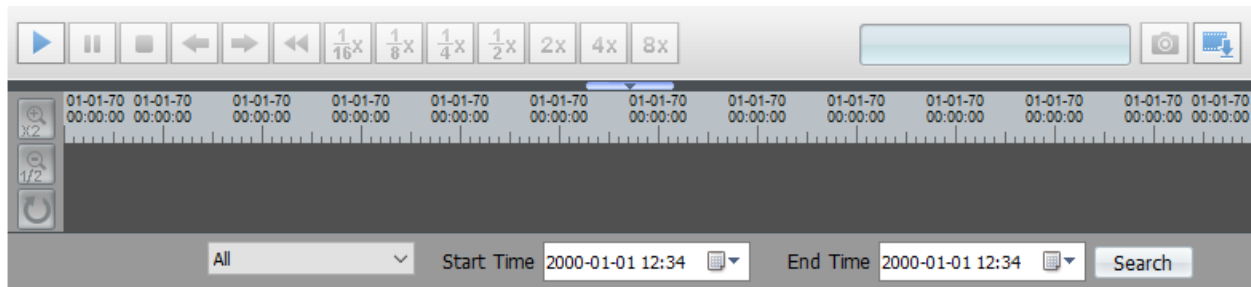 1/16x 1/8x 1/4x 1/2x 2x 4x 8x
01-01-70 01-01-70 01-01-70 01-01-70 01-01-70 01-01-70 01-01-70 01-01-70 01-01-70 01-01-70 01-01-70 01-01-70 01-01-70
00:00:00 00:00:00 00:00:00 00:00:00 00:00:00 00:00:00 00:00:00 00:00:00 00:00:00 00:00:00 00:00:00 00:00:00 00:00:00
X2
1/2
All Start Time 2000-01-01 12:34 End Time 2000-01-01 12:34 Search